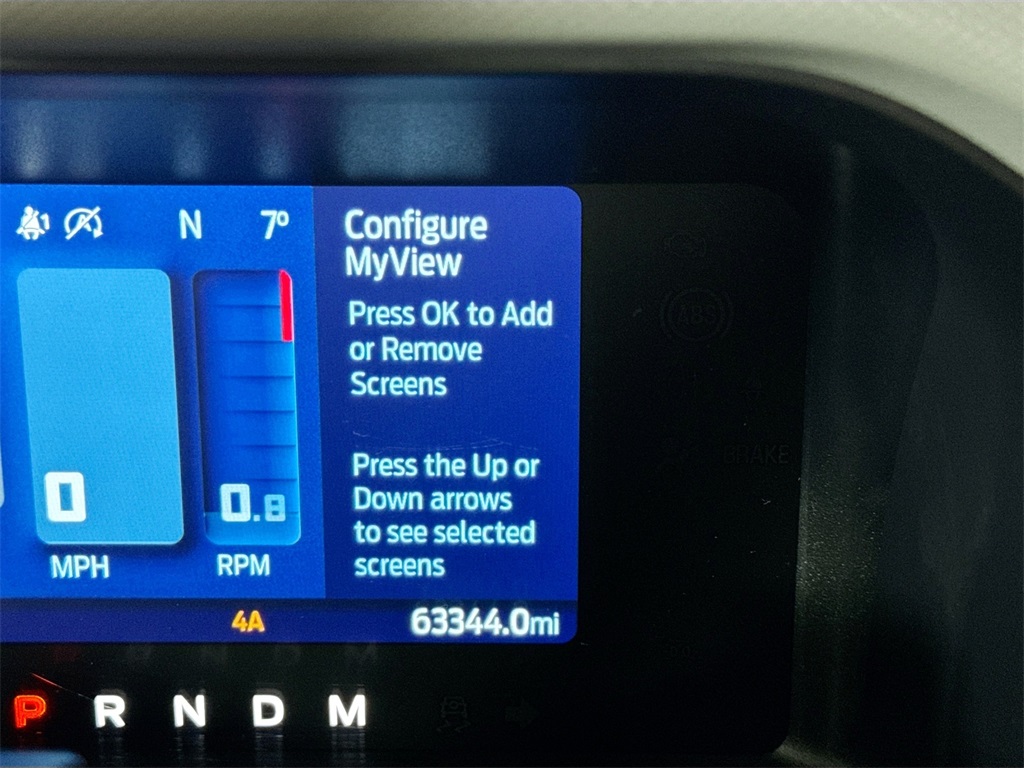 N 7°
Configure
MyView
Press OK to Add
or Remove
Screens
Press the Up or
Down arrows
to see selected
screens
0
0.8
MPH
RPM
4A
63344.0mi
P R N D M
ABS
BRAKE